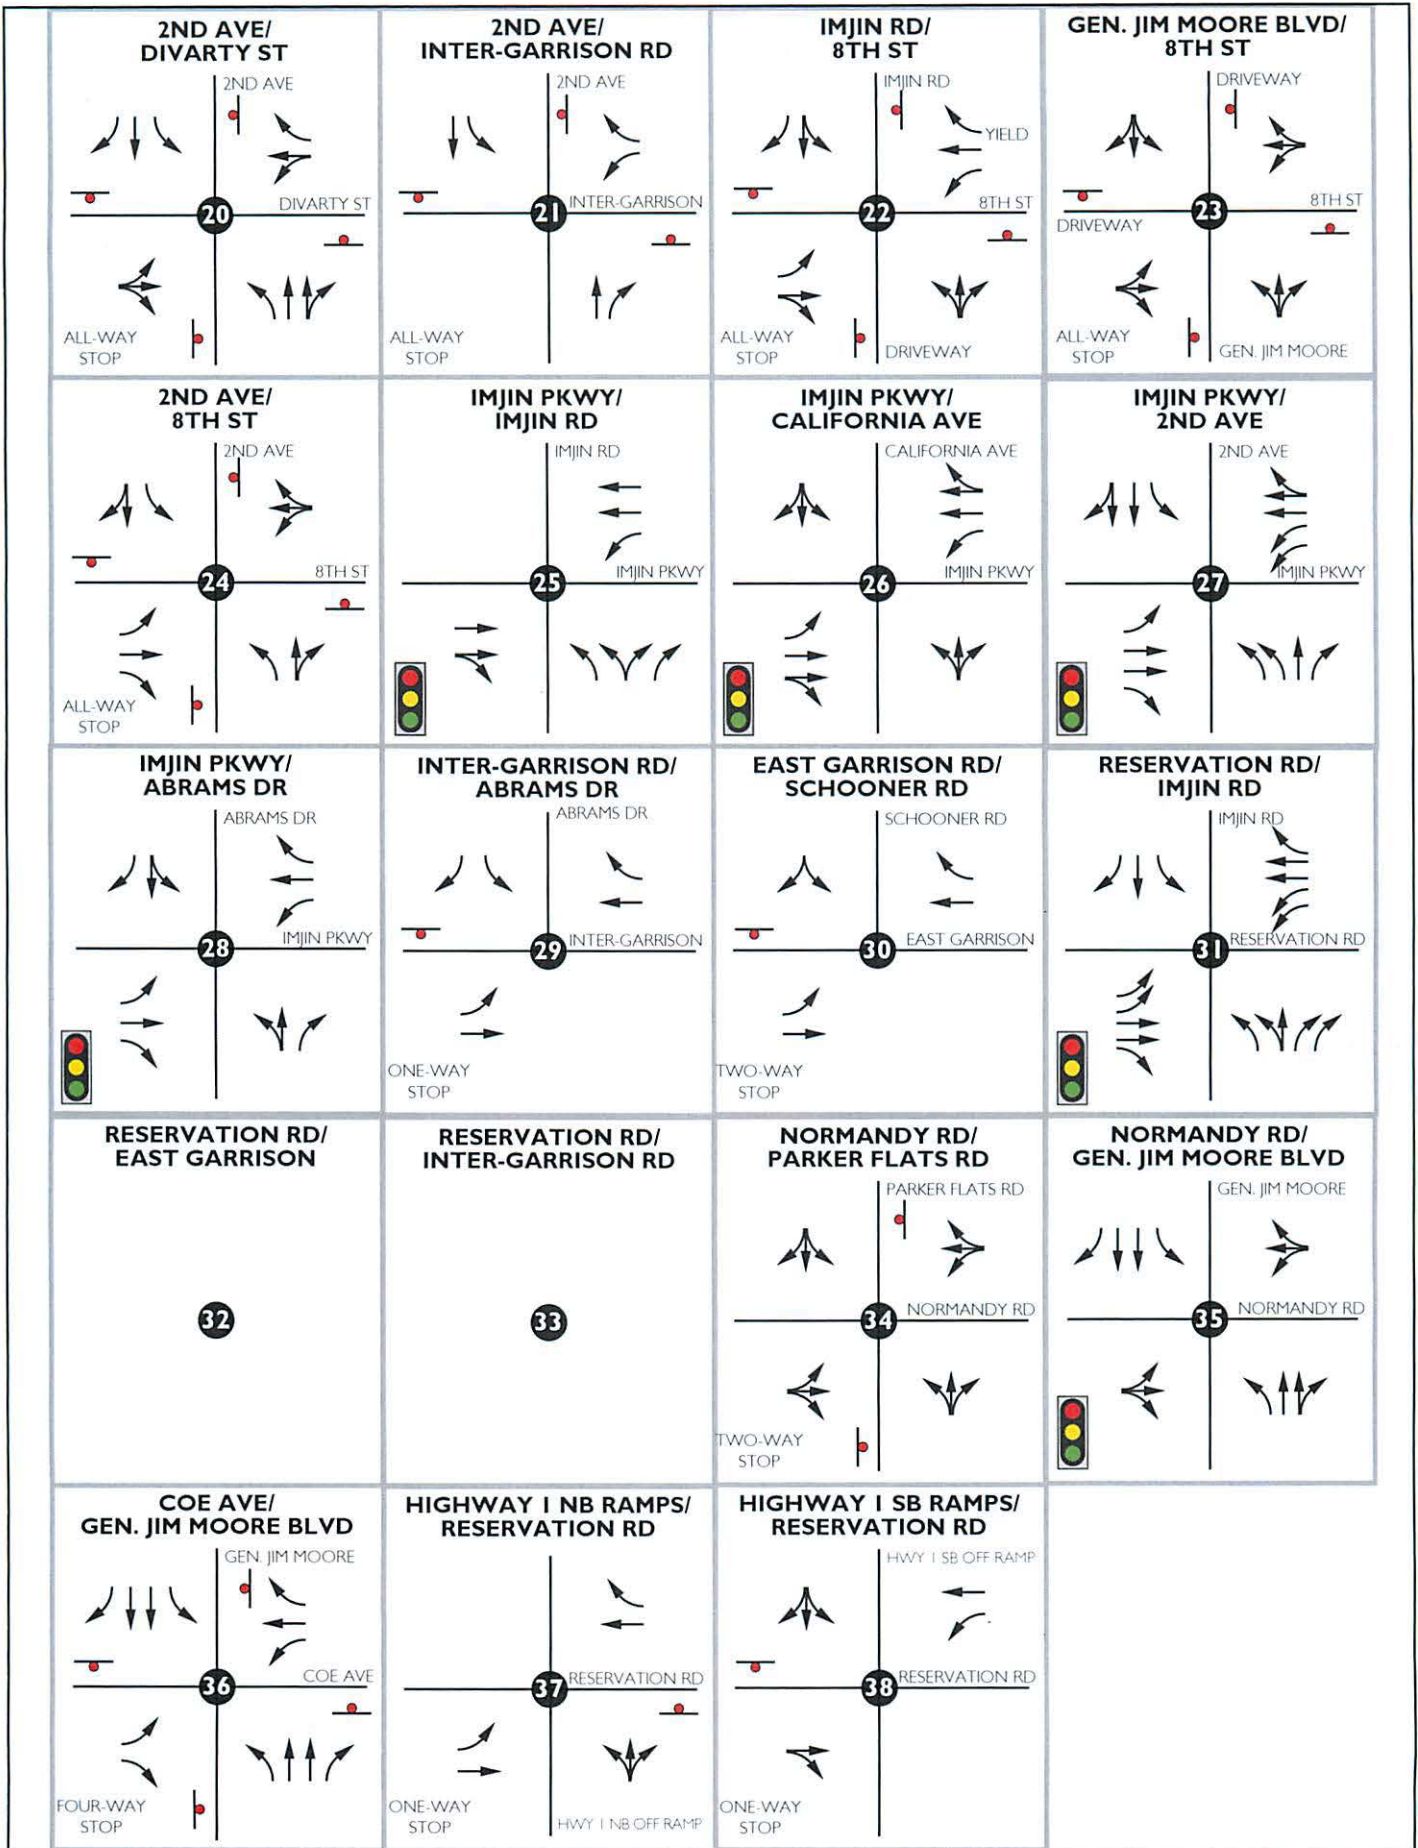 2ND AVE/
DIVARTY ST
2ND AVE
DIVARTY ST
20
ALL-WAY
STOP
2ND AVE/
INTER-GARRISON RD
2ND AVE
INTER-GARRISON
21
ALL-WAY
STOP
IMJIN RD/
8TH ST
IMJIN RD
YIELD
8TH ST
22
ALL-WAY
STOP
DRIVEWAY
GEN. JIM MOORE BLVD/
8TH ST
DRIVEWAY
8TH ST
23
DRIVEWAY
ALL-WAY
STOP
GEN. JIM MOORE
2ND AVE/
8TH ST
2ND AVE
8TH ST
24
ALL-WAY
STOP
IMJIN PKWY/
IMJIN RD
IMJIN RD
IMJIN PKWY
25
IMJIN PKWY/
CALIFORNIA AVE
CALIFORNIA AVE
IMJIN PKWY
26
IMJIN PKWY/
2ND AVE
2ND AVE
IMJIN PKWY
27
IMJIN PKWY/
ABRAMS DR
ABRAMS DR
IMJIN PKWY
28
INTER-GARRISON RD/
ABRAMS DR
ABRAMS DR
INTER-GARRISON
29
ONE-WAY
STOP
EAST GARRISON RD/
SCHOONER RD
SCHOONER RD
EAST GARRISON
30
TWO-WAY
STOP
RESERVATION RD/
IMJIN RD
IMJIN RD
RESERVATION RD
31
RESERVATION RD/
EAST GARRISON
32
RESERVATION RD/
INTER-GARRISON RD
33
NORMANDY RD/
PARKER FLATS RD
PARKER FLATS RD
NORMANDY RD
34
TWO-WAY
STOP
NORMANDY RD/
GEN. JIM MOORE BLVD
GEN. JIM MOORE
NORMANDY RD
35
COE AVE/
GEN. JIM MOORE BLVD
GEN. JIM MOORE
COE AVE
36
FOUR-WAY
STOP
HIGHWAY 1 NB RAMPS/
RESERVATION RD
RESERVATION RD
37
ONE-WAY
STOP
HWY 1 NB OFF RAMP
HIGHWAY 1 SB RAMPS/
RESERVATION RD
HWY 1 SB OFF RAMP
RESERVATION RD
38
ONE-WAY
STOP